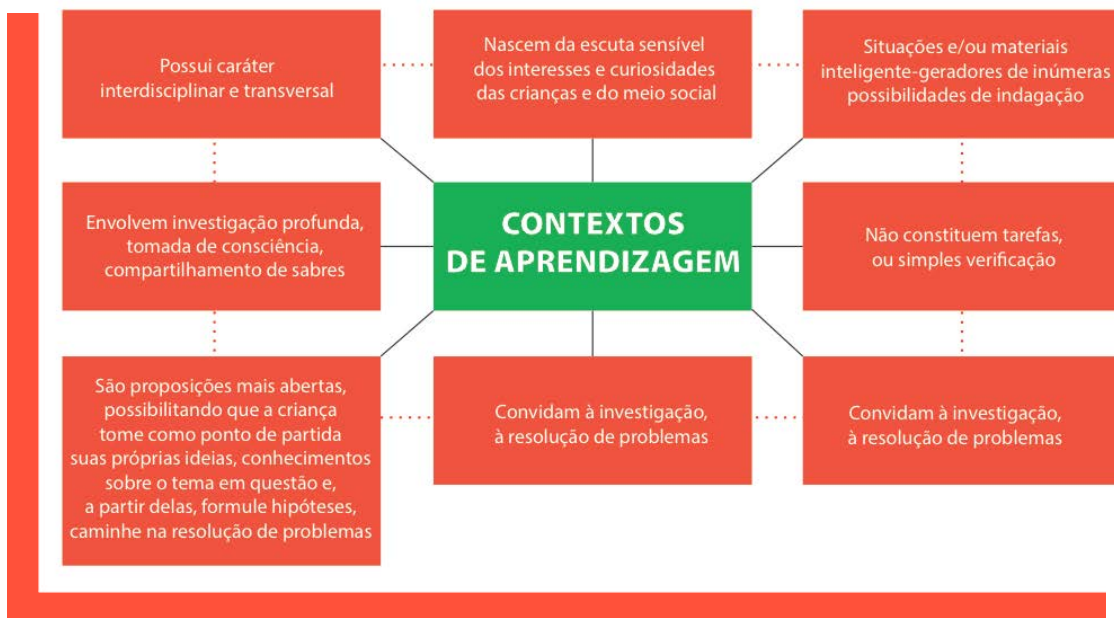 Possui caráter
interdisciplinar e transversal
Nascem da escuta sensível
dos interesses e curiosidades
das crianças e do meio social
Situações e/ou materiais
inteligente-geradores de inúmeras
possibilidades de indagação
Envolvem investigação profunda,
tomada de consciência,
compartilhamento de sabres
CONTEXTOS
DE APRENDIZAGEM
Não constituem tarefas,
ou simples verificação
São proposições mais abertas,
possibilitando que a criança
tome como ponto de partida
suas próprias ideias, conhecimentos
sobre o tema em questão e,
a partir delas, formule hipóteses,
caminhe na resolução de problemas
Convidam à investigação,
à resolução de problemas
Convidam à investigação,
à resolução de problemas